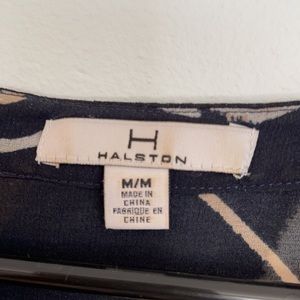 H
HALSTON
M/M
MADE IN
CHINA
FABRIQUE EN
CHINE